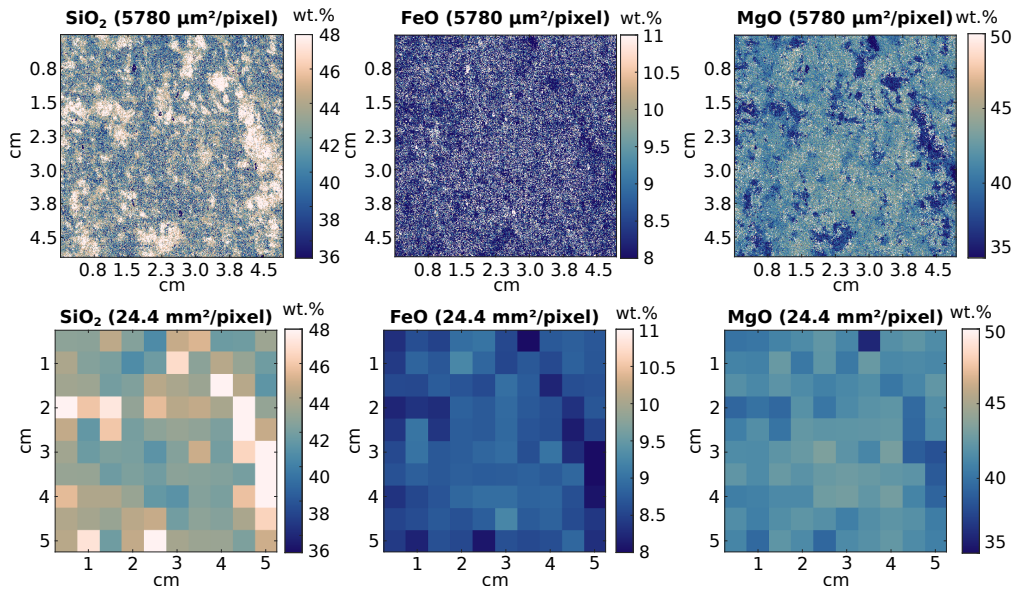 SiO₂ (5780 µm²/pixel) wt.%
48
46
44
42
40
38
36
0.8
1.5
2.3
3.0
3.8
4.5
cm
0.8 1.5 2.3 3.0 3.8 4.5
cm
FeO (5780 µm²/pixel) wt.%
11
10.5
10
9.5
9
8.5
8
0.8
1.5
2.3
3.0
3.8
4.5
cm
0.8 1.5 2.3 3.0 3.8 4.5
cm
MgO (5780 µm²/pixel) wt.%
50
45
40
35
0.8
1.5
2.3
3.0
3.8
4.5
cm
0.8 1.5 2.3 3.0 3.8 4.5
cm
SiO₂ (24.4 mm²/pixel) wt.%
48
46
44
42
40
38
36
1
2
3
4
5
cm
1 2 3 4 5
cm
FeO (24.4 mm²/pixel) wt.%
11
10.5
10
9.5
9
8.5
8
1
2
3
4
5
cm
1 2 3 4 5
cm
MgO (24.4 mm²/pixel) wt.%
50
45
40
35
1
2
3
4
5
cm
1 2 3 4 5
cm